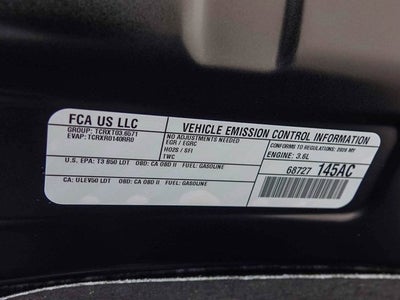 FCA US LLC
GROUP: TCRXT03.6571
EVAP: TCRXR0140RR0
VEHICLE EMISSION CONTROL INFORMATION
NO ADJUSTMENTS NEEDED
EGR / EGRC
HO2S / SFI
TWC
CONFORMS TO REGULATIONS: 2026 MY
ENGINE: 3.6L
U.S. EPA: T3 B50 LDT OBD: CA OBD II FUEL: GASOLINE
CA: ULEV50 LDT OBD: CA OBD II FUEL: GASOLINE
68727 145AC